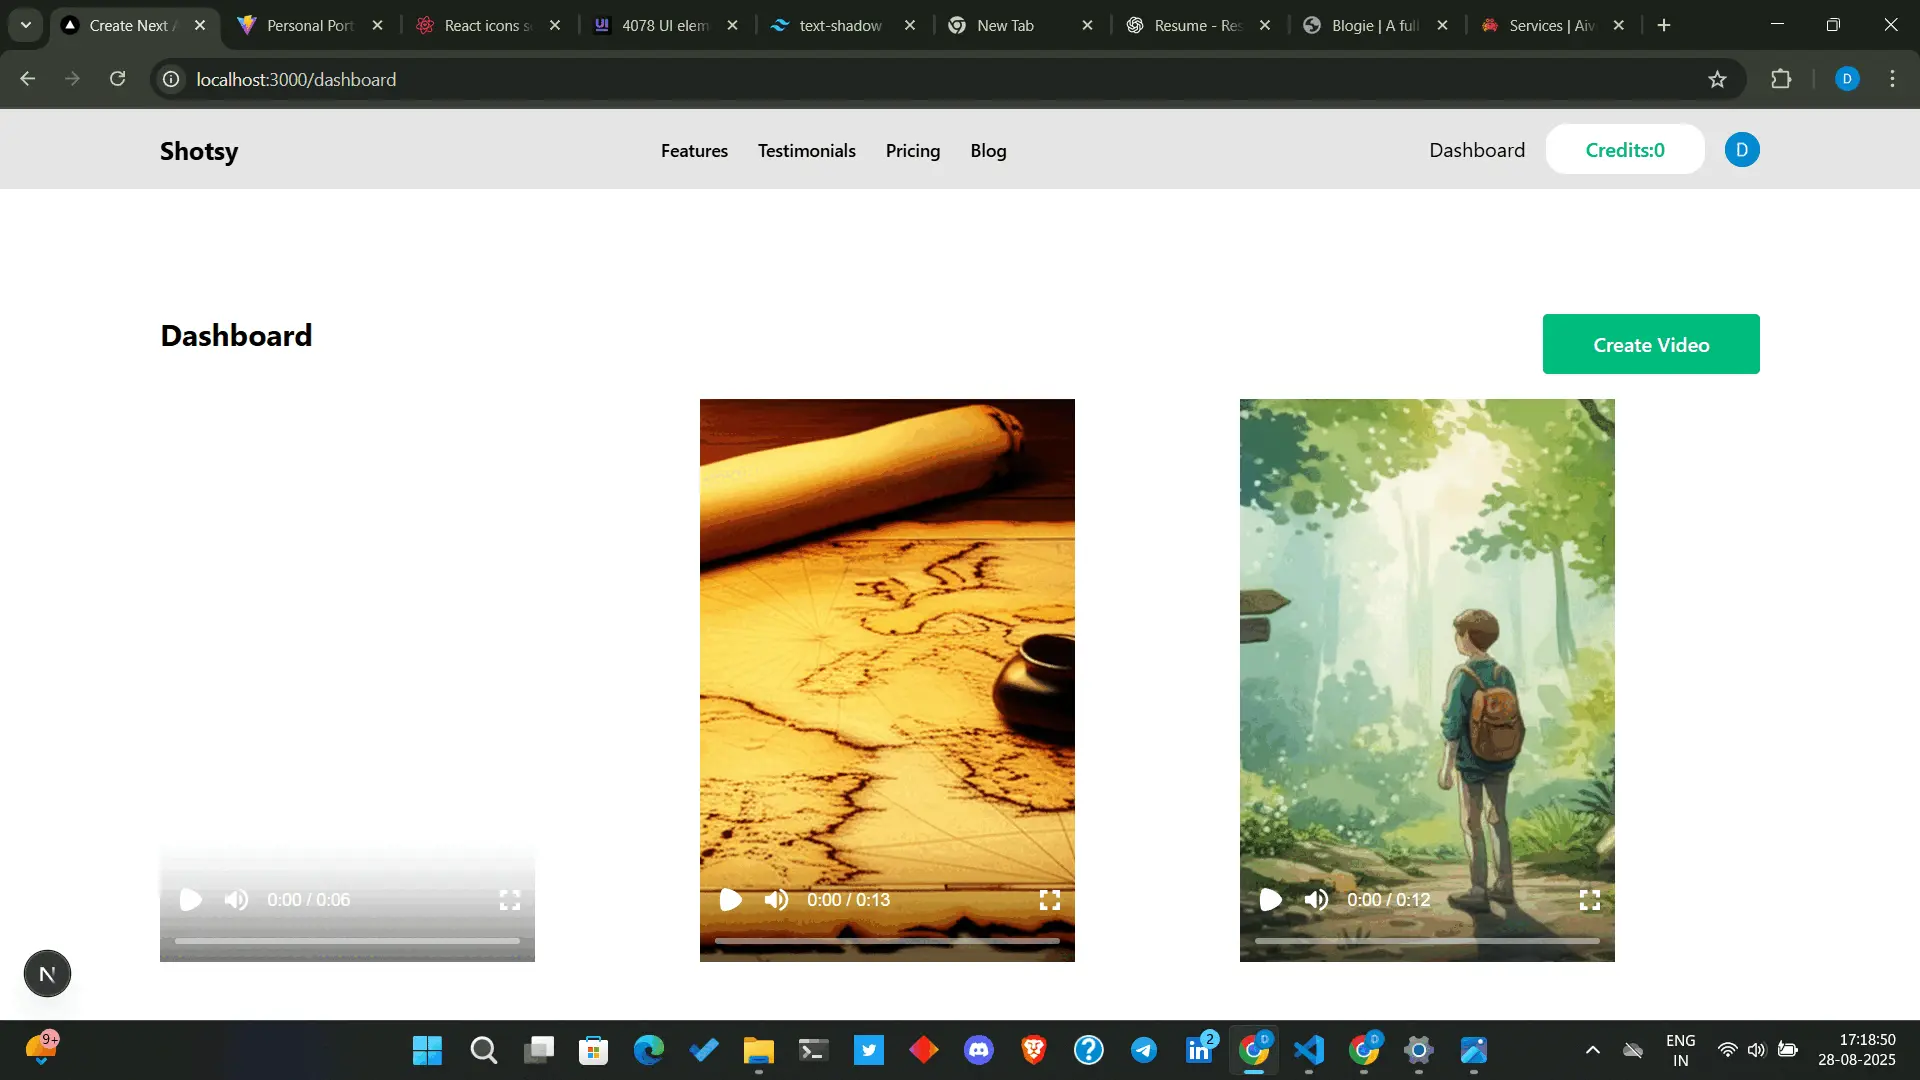 Create Next A
Personal Port
React icons s
4078 UI elem
text-shadow
New Tab
Resume - Res
Blogie | A full
Services | Aiv
localhost:3000/dashboard
D
Shotsy
Features
Testimonials
Pricing
Blog
Dashboard
Credits:0
D
Dashboard
Create Video
0:00 / 0:06
0:00 / 0:13
0:00 / 0:12
N
9+
2
D
D
ENG
IN
17:18:50
28-08-2025